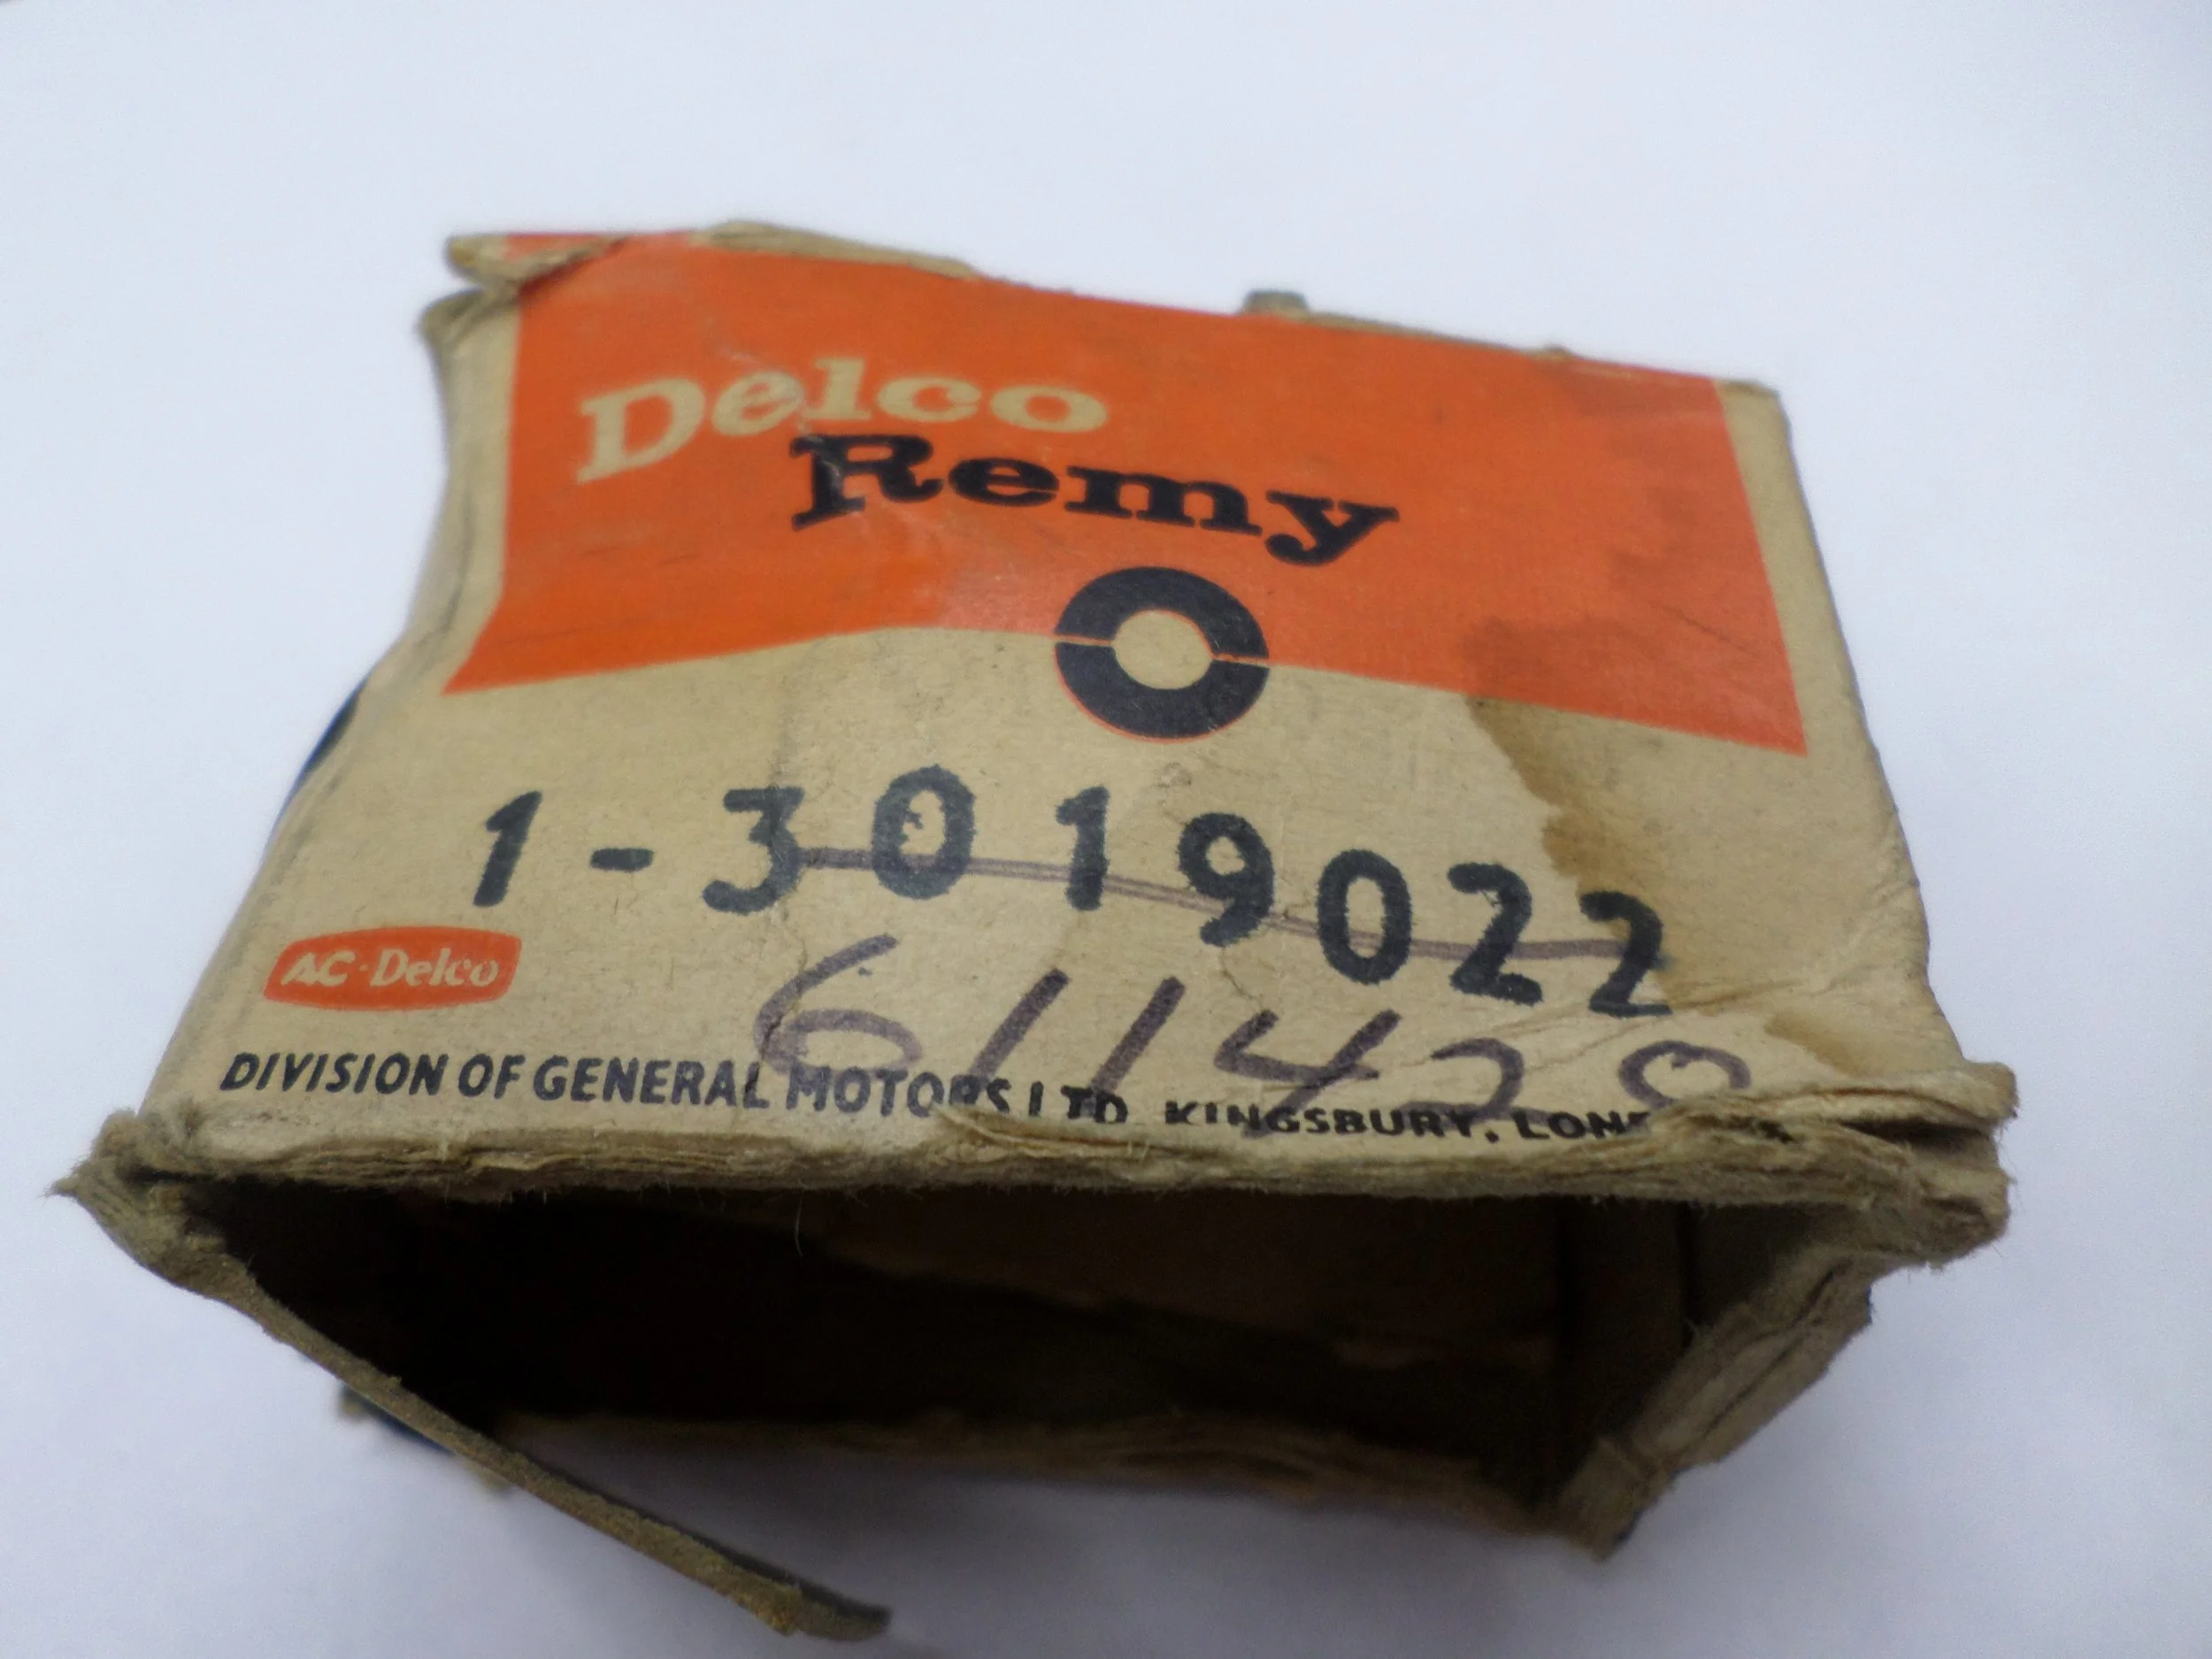 Delco
Remy
1-3019022
AC·Delco
611428
DIVISION OF GENERAL MOTORS LTD. KINGSBURY, LON